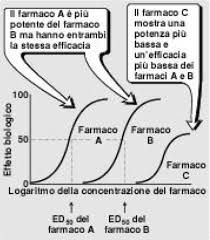 Il farmaco A è più
potente del farmaco
B ma hanno entrambi
la stessa efficacia
Il farmaco C
mostra una
potenza più
bassa e
un'efficacia
più bassa dei
farmaci A e B
Effetto biologico
100
50
0
Farmaco
A
Farmaco
B
Farmaco
C
Logaritmo della concentrazione del farmaco
ED50 del
farmaco A
ED50 del
farmaco B